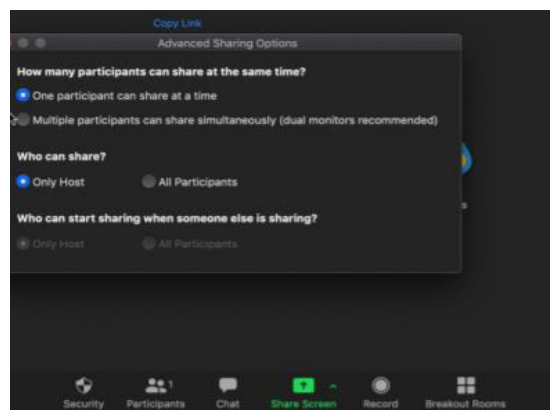 Copy Link
Advanced Sharing Options
How many participants can share at the same time?
One participant can share at a time
Multiple participants can share simultaneously (dual monitors recommended)
Who can share?
Only Host All Participants
Who can start sharing when someone else is sharing?
Only Host All Participants
1
Security Participants Chat Share Screen Record Breakout Rooms